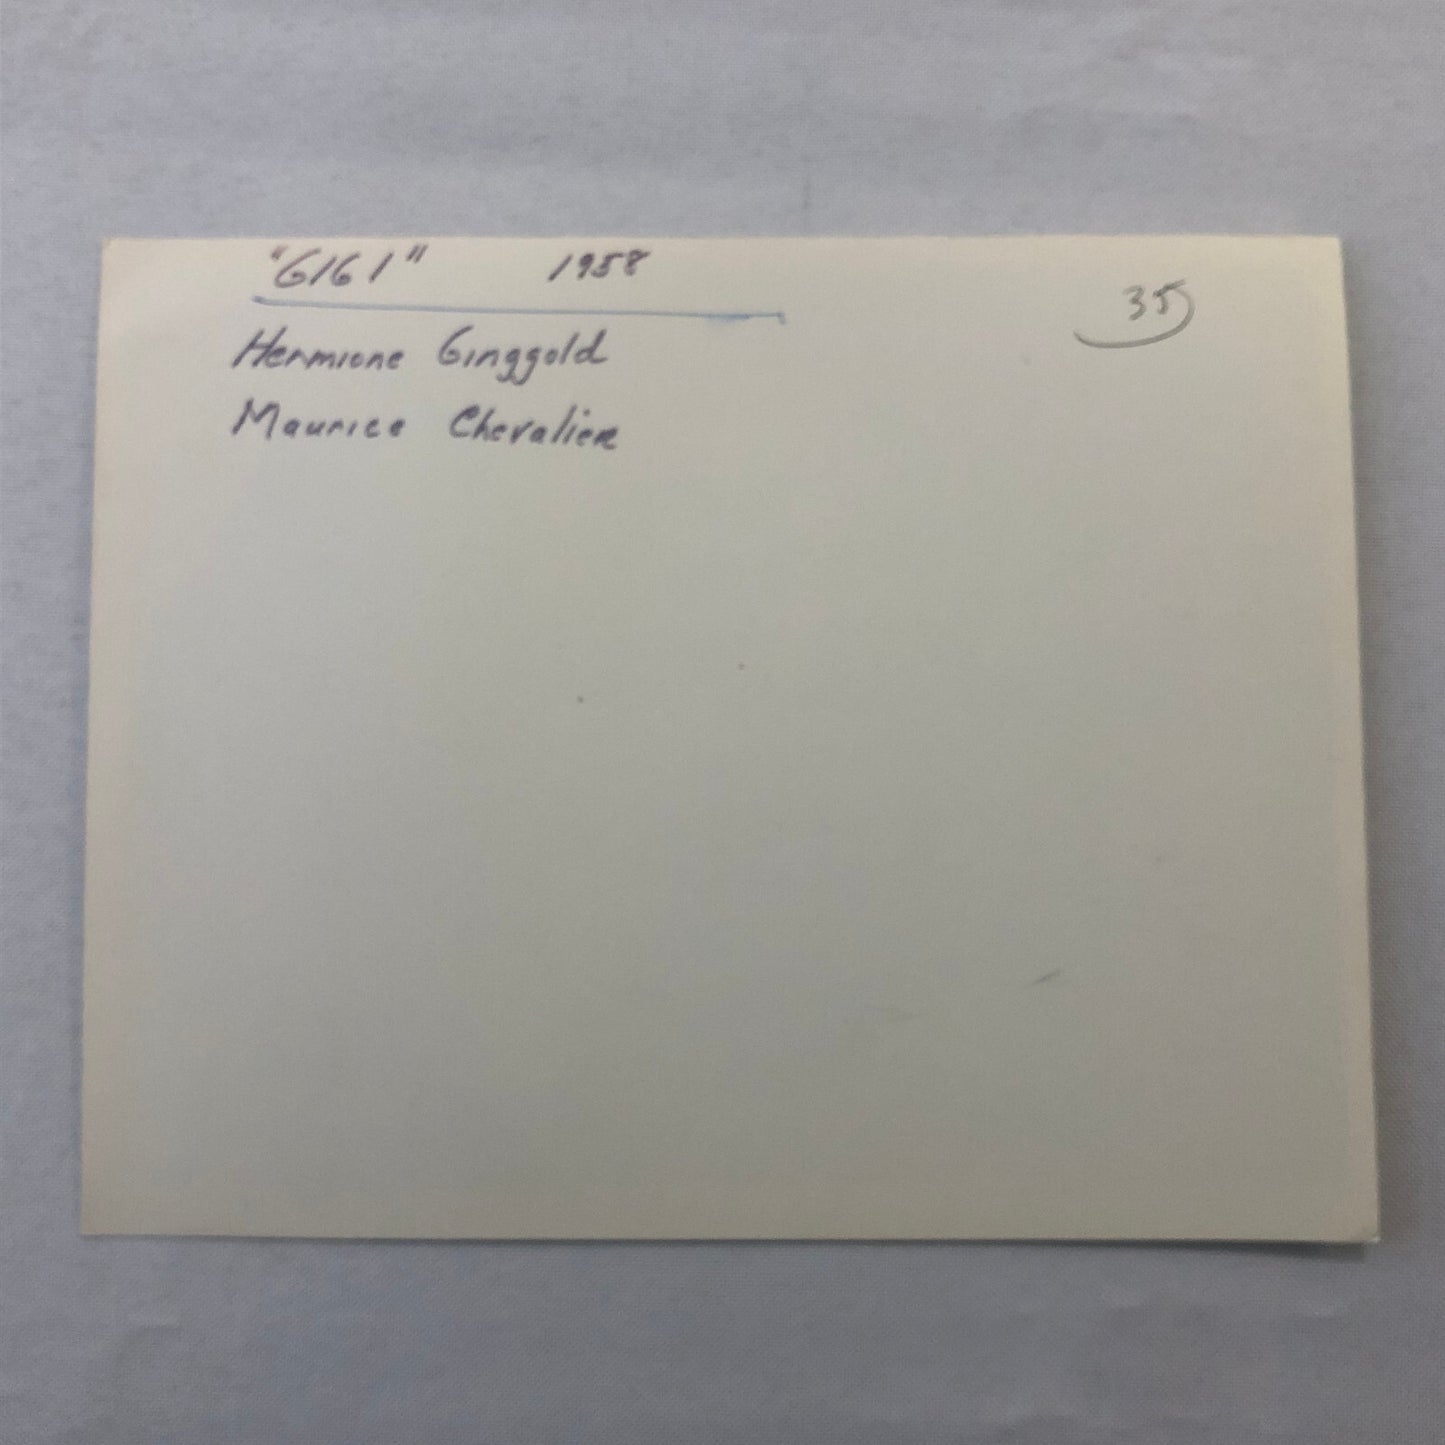 "GIGI" 1958
35
Hermione Ginggold
Maurice Chevalier